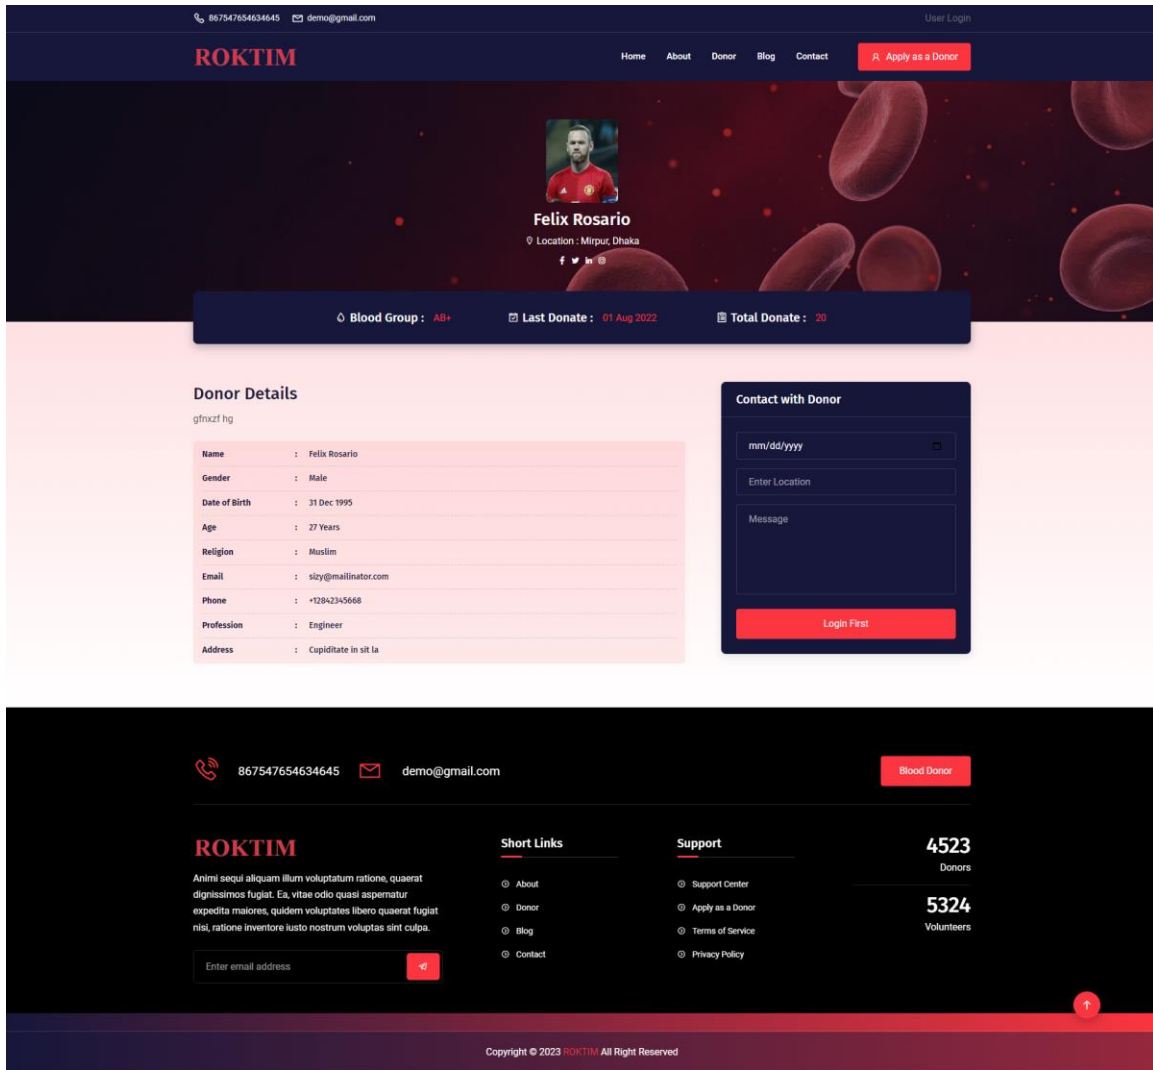 867547654634645 demo@gmail.com User Login
ROKTIM Home About Donor Blog Contact Apply as a Donor
Felix Rosario
Location : Mirpur, Dhaka
Blood Group : AB+ Last Donate : 01 Aug 2022 Total Donate : 20
Donor Details
gfnxzf hg
Name : Felix Rosario
Gender : Male
Date of Birth : 31 Dec 1995
Age : 27 Years
Religion : Muslim
Email : sizy@mailinator.com
Phone : +12842345668
Profession : Engineer
Address : Cupiditate in sit la
Contact with Donor
mm/dd/yyyy
Enter Location
Message
Login First
867547654634645 demo@gmail.com Blood Donor
ROKTIM
Animi sequi aliquam illum voluptatum ratione, quaerat
dignissimos fugiat. Ea, vitae odio quasi aspernatur
expedita maiores, quidem voluptates libero quaerat fugiat
nisi, ratione inventore iusto nostrum voluptas sint culpa.
Enter email address
Short Links
About
Donor
Blog
Contact
Support
Support Center
Apply as a Donor
Terms of Service
Privacy Policy
4523
Donors
5324
Volunteers
Copyright © 2023 ROKTIM All Right Reserved